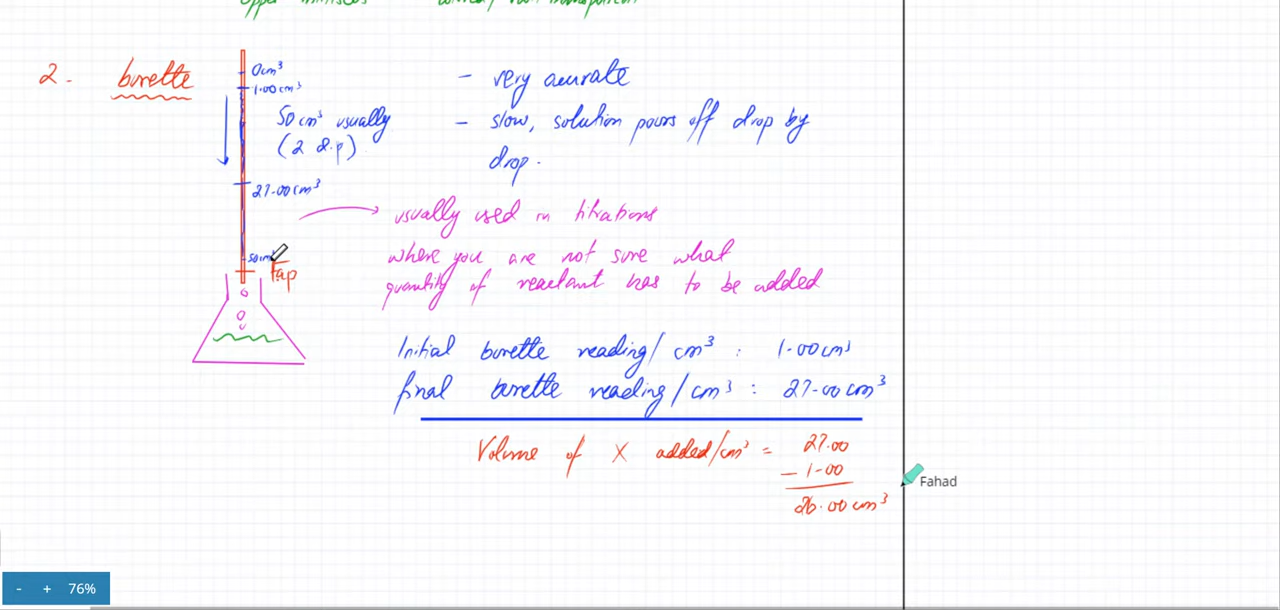 2. burette
0cm³
1.00cm³
50cm³ usually
(2 d.p)
27.00cm³
50cm³
Tap
- very accurate
- slow, solution pours off drop by
drop.
usually used in titrations
where you are not sure what
quantity of reactant has to be added
Initial burette reading/cm³ : 1.00cm³
final burette reading/cm³ : 27.00cm³
Volume of X added/cm³ = 27.00
- 1.00
26.00cm³
Fahad
- + 76%